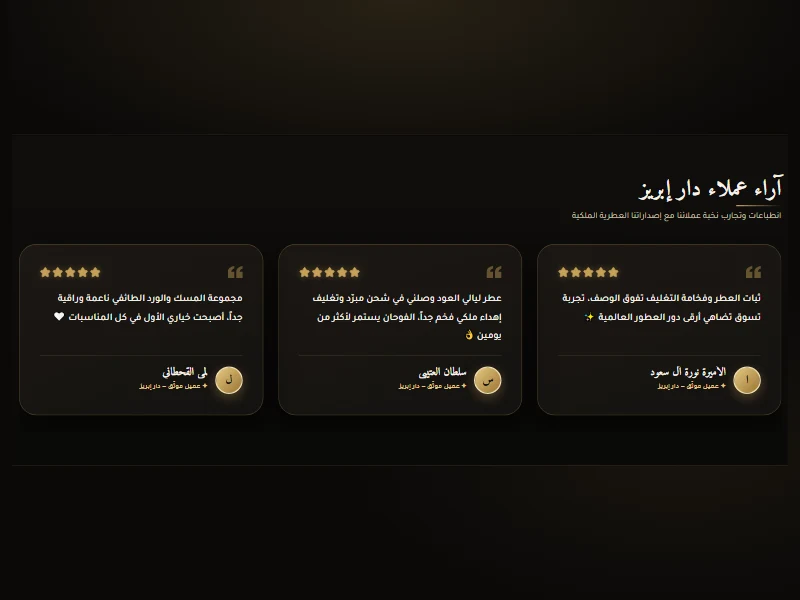 آراء عملاء دار إبريز
انطباعات وتجارب نخبة عملائنا مع إصداراتنا العطرية الملكية
ثبات العطر وفخامة التغليف تفوق الوصف. تجربة
تسوق تضاهي أرقى دور العطور العالمية ✨
ا
الاميرة نورة ال سعود
✦ عميل موثّق – دار إبريز
عطر ليالي العود وصلني في شحن مبرّد وتغليف
إهداء ملكي فخم جداً. الفوحان يستمر لأكثر من
يومين 👌
س
سلطان العتيبي
✦ عميل موثّق – دار إبريز
مجموعة المسك والورد الطائفي ناعمة وراقية
جداً، أصبحت خياري الأول في كل المناسبات 🤍
ل
لمى القحطاني
✦ عميل موثّق – دار إبريز